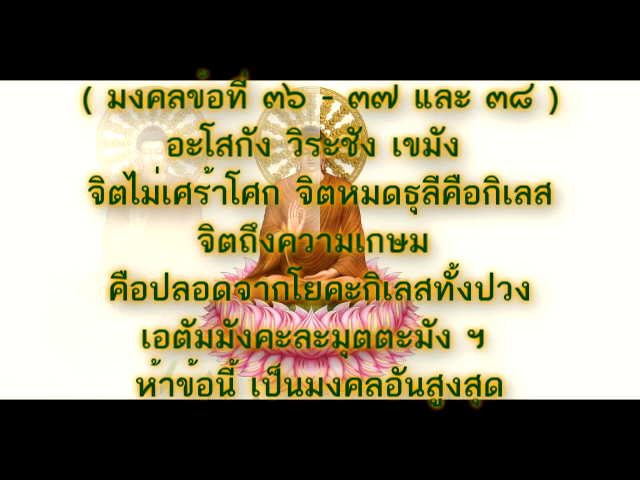 ( มงคลข้อที่ ๓๖ - ๓๗ และ ๓๘ )
อะโสกัง วิระชัง เขมัง
จิตไม่เศร้าโศก จิตหมดธุลีคือกิเลส
จิตถึงความเกษม
คือปลอดจากโยคะกิเลสทั้งปวง
เอตัมมังคะละมุตตะมัง ฯ
ห้าข้อนี้ เป็นมงคลอันสูงสุด